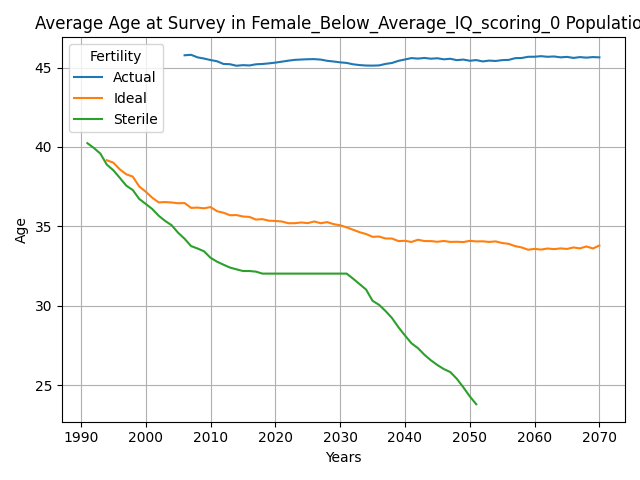 Average Age at Survey in Female_Below_Average_IQ_scoring_0 Populatio
Fertility
Actual
Ideal
Sterile
45
40
35
30
25
Age
1990 2000 2010 2020 2030 2040 2050 2060 2070
Years